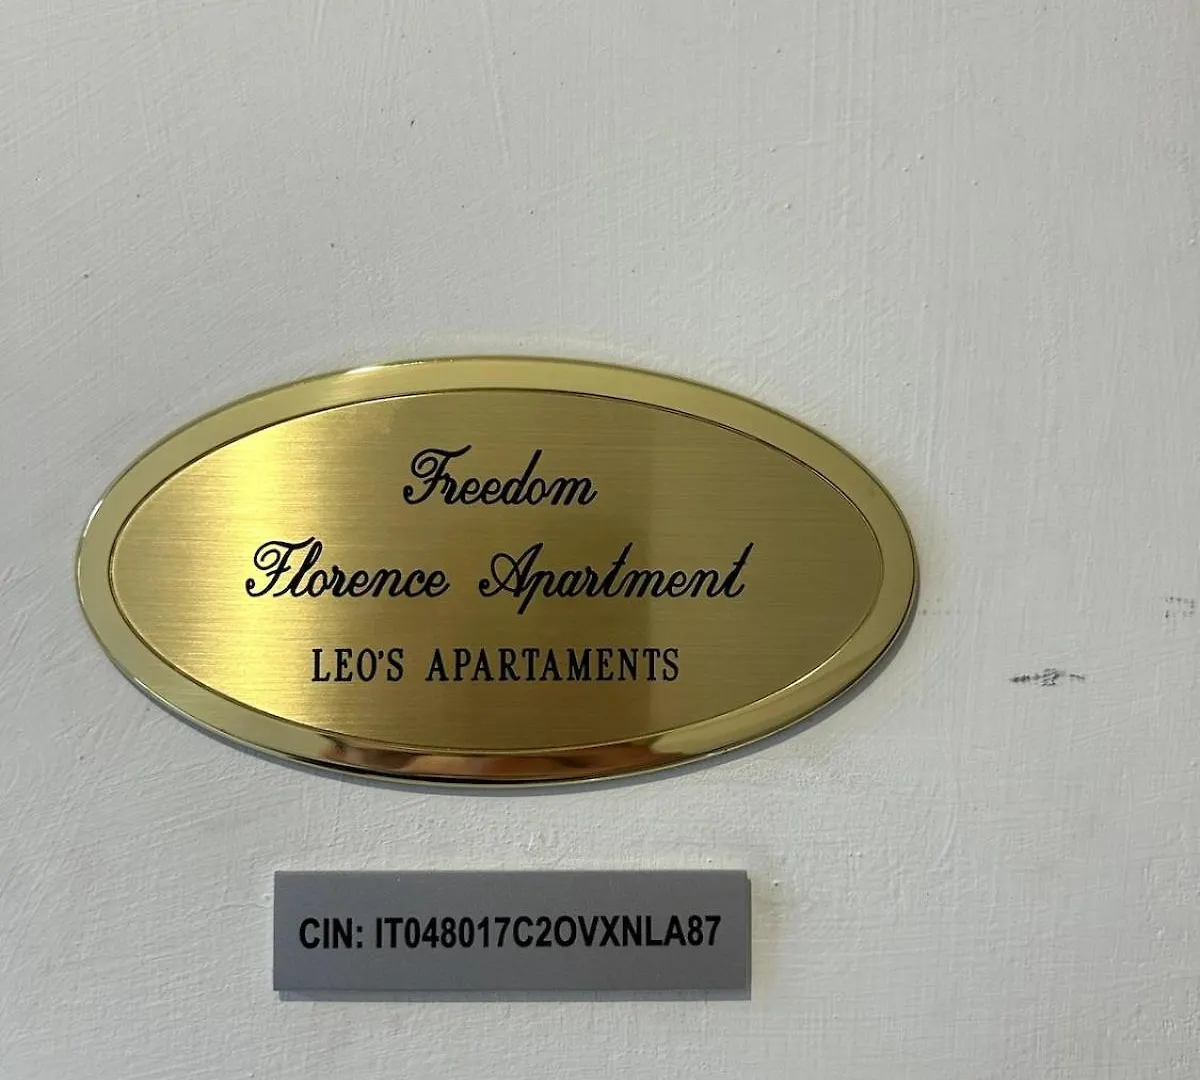 Freedom
Florence Apartment
LEO'S APARTAMENTS
CIN: IT048017C2OVXNLA87